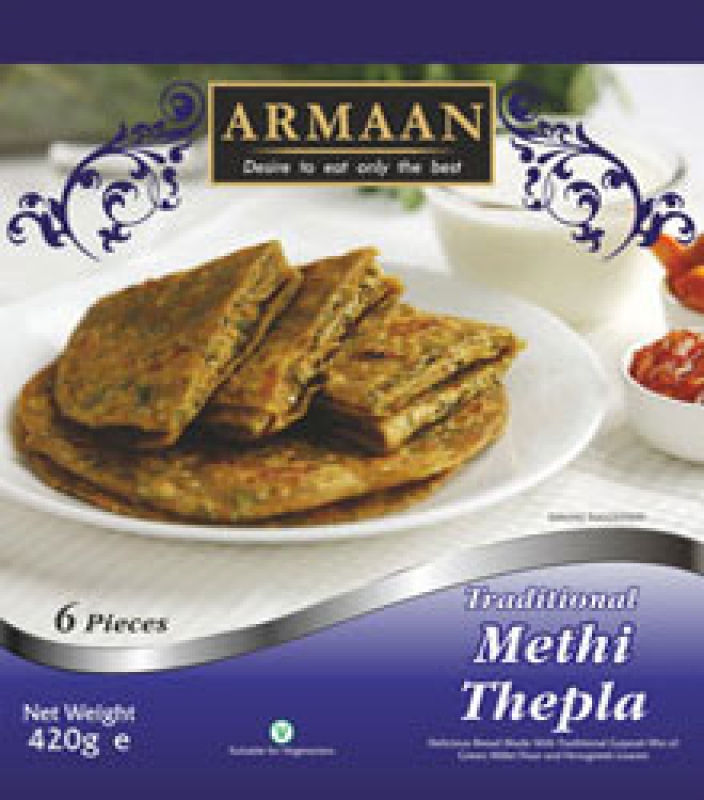 ARMAAN
Desire to eat only the best
6 Pieces
Traditional
Methi
Thepla
Net Weight
420g e
V
Suitable for Vegetarians